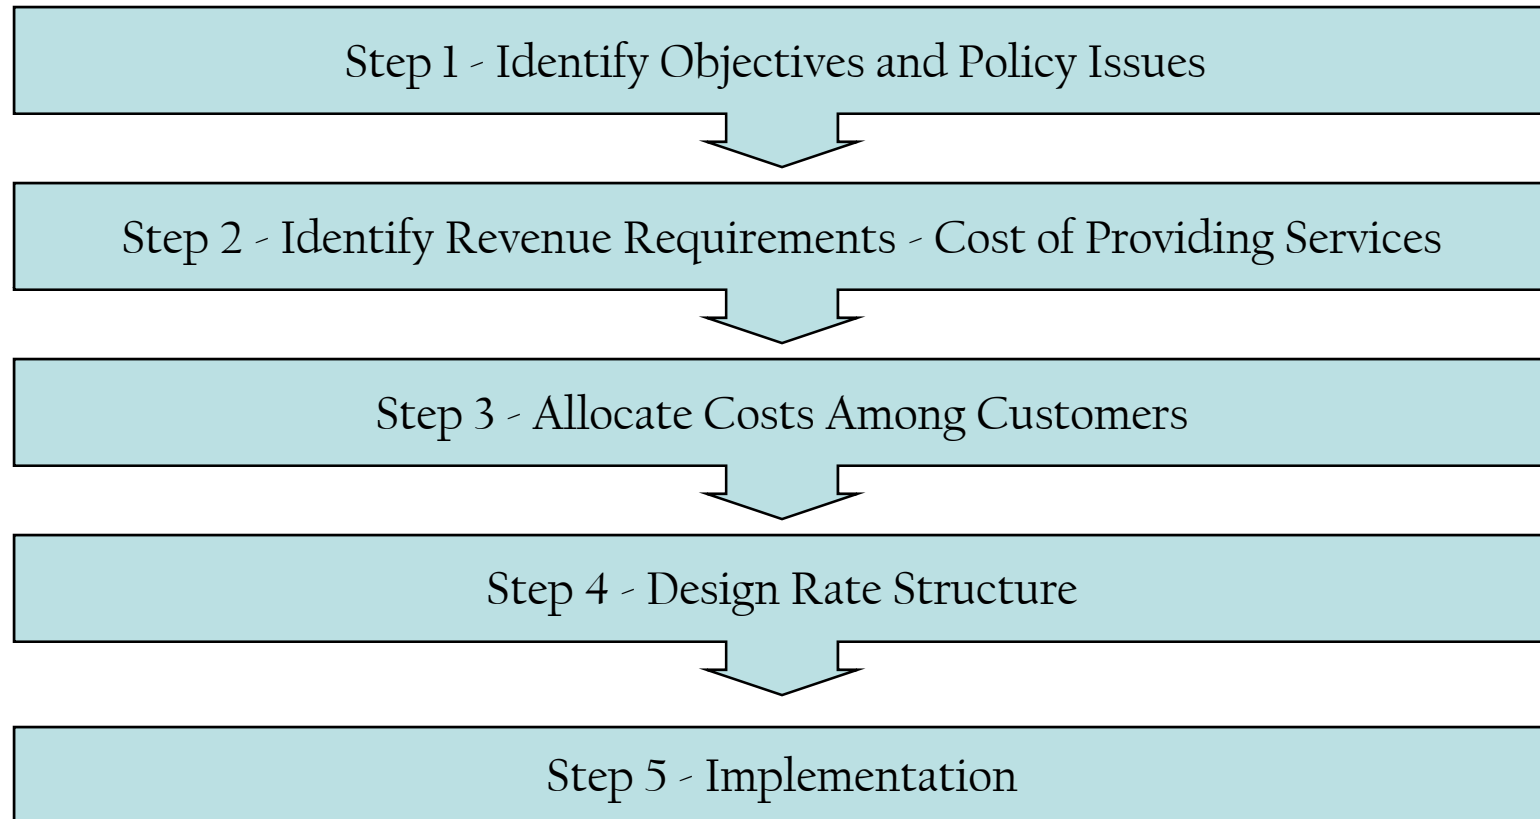 Step 1 - Identify Objectives and Policy Issues
Step 2 - Identify Revenue Requirements - Cost of Providing Services
Step 3 - Allocate Costs Among Customers
Step 4 - Design Rate Structure
Step 5 - Implementation